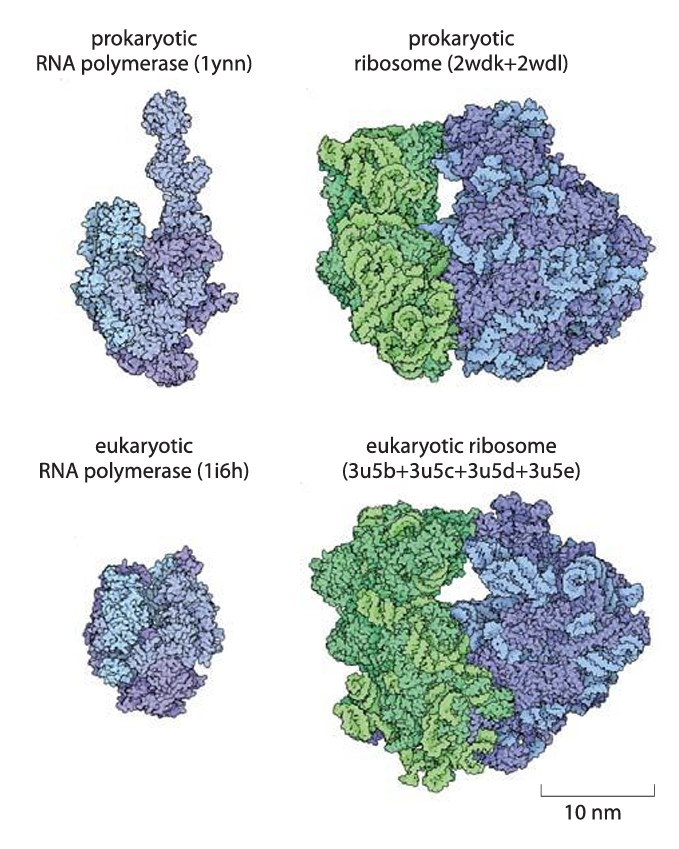 prokaryotic
RNA polymerase (1ynn)
prokaryotic
ribosome (2wdk+2wdl)
eukaryotic
RNA polymerase (1i6h)
eukaryotic ribosome
(3u5b+3u5c+3u5d+3u5e)
10 nm